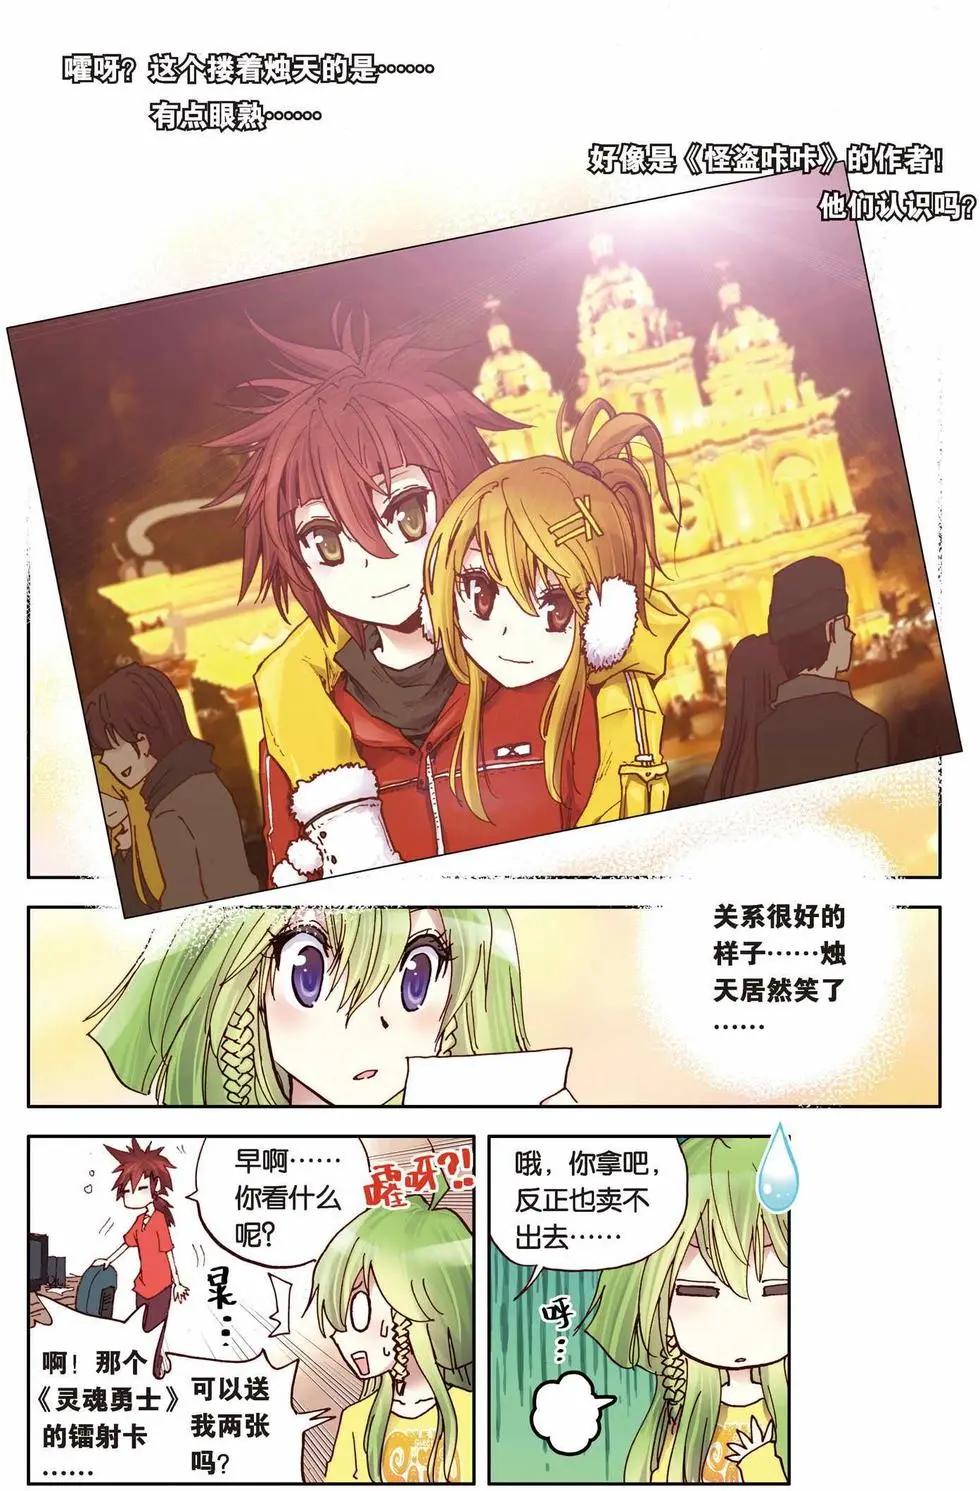 嚯呀？这个搂着烛天的是……
有点眼熟……
好像是《怪盗咔咔》的作者！
他们认识吗？
关系很好的
样子……烛
天居然笑了
……
早啊……
你看什么
呢？
嚯呀?!
呆…
啊！那个
《灵魂勇士》
的镭射卡
……
可以送
我两张
吗？
哦，你拿吧，
反正也卖不
出去……
呼…